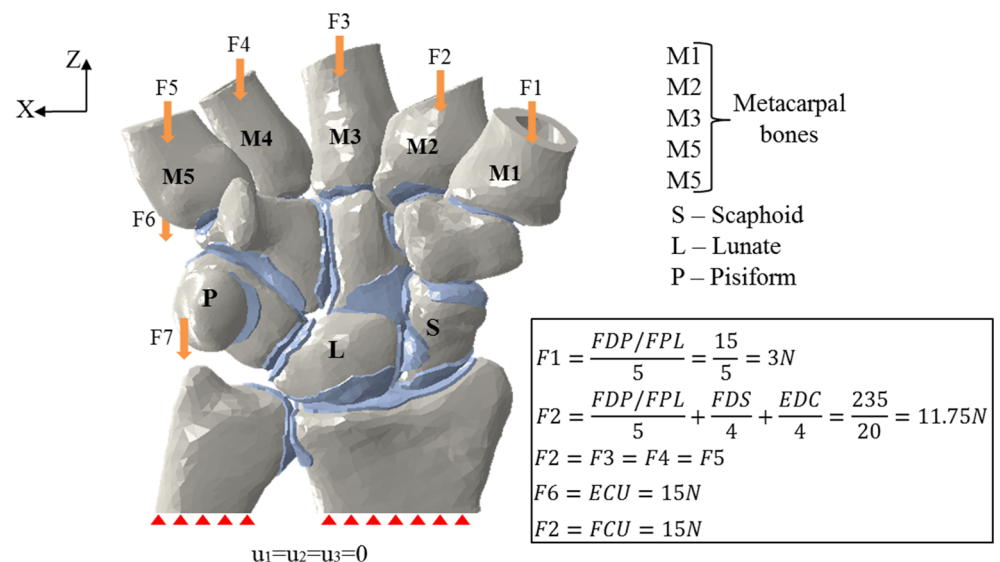 F3
F4
F2
F5
F1
Z
X
M3
M4
M2
M5
M1
F6
P
F7
S
L
u₁=u₂=u₃=0
M1
M2
M3
M5
M5
Metacarpal
bones
S – Scaphoid
L – Lunate
P – Pisiform
F1 = FDP/FPL / 5 = 15 / 5 = 3N
F2 = FDP/FPL / 5 + FDS / 4 + EDC / 4 = 235 / 20 = 11.75N
F2 = F3 = F4 = F5
F6 = ECU = 15N
F2 = FCU = 15N